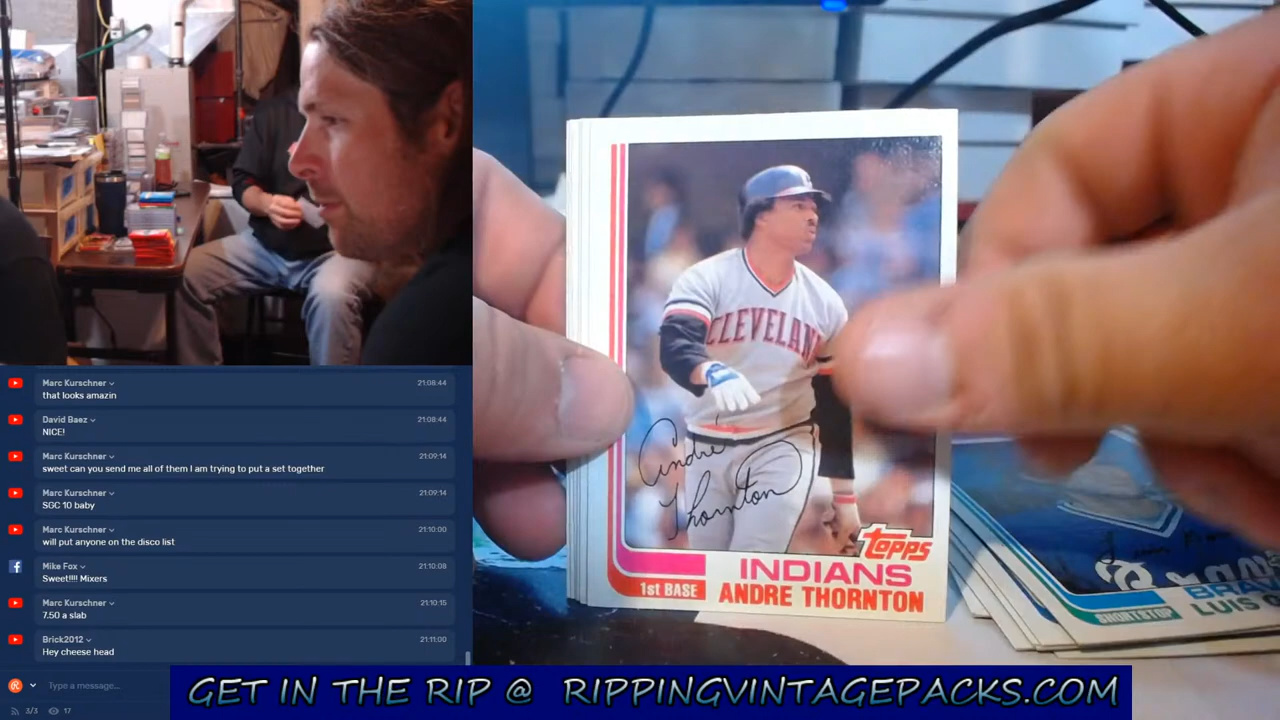 Marc Kurschner
21:08:44
that looks amazin
David Baez
21:08:44
NICE!
Marc Kurschner
21:09:14
sweet can you send me all of them I am trying to put a set together
Marc Kurschner
21:09:14
SGC 10 baby
Marc Kurschner
21:10:00
will put anyone on the disco list
Mike Fox
21:10:08
Sweet!!!! Mixers
Marc Kurschner
21:10:15
7.50 a slab
Brick2012
21:11:00
Hey cheese head
Type a message...
3/3
17
CLEVELAND
Andre
Thornton
topps
INDIANS
1st BASE
ANDRE THORNTON
SHORTSTOP
LUIS
GET IN THE RIP @ RIPPINGVINTAGEPACKS.COM